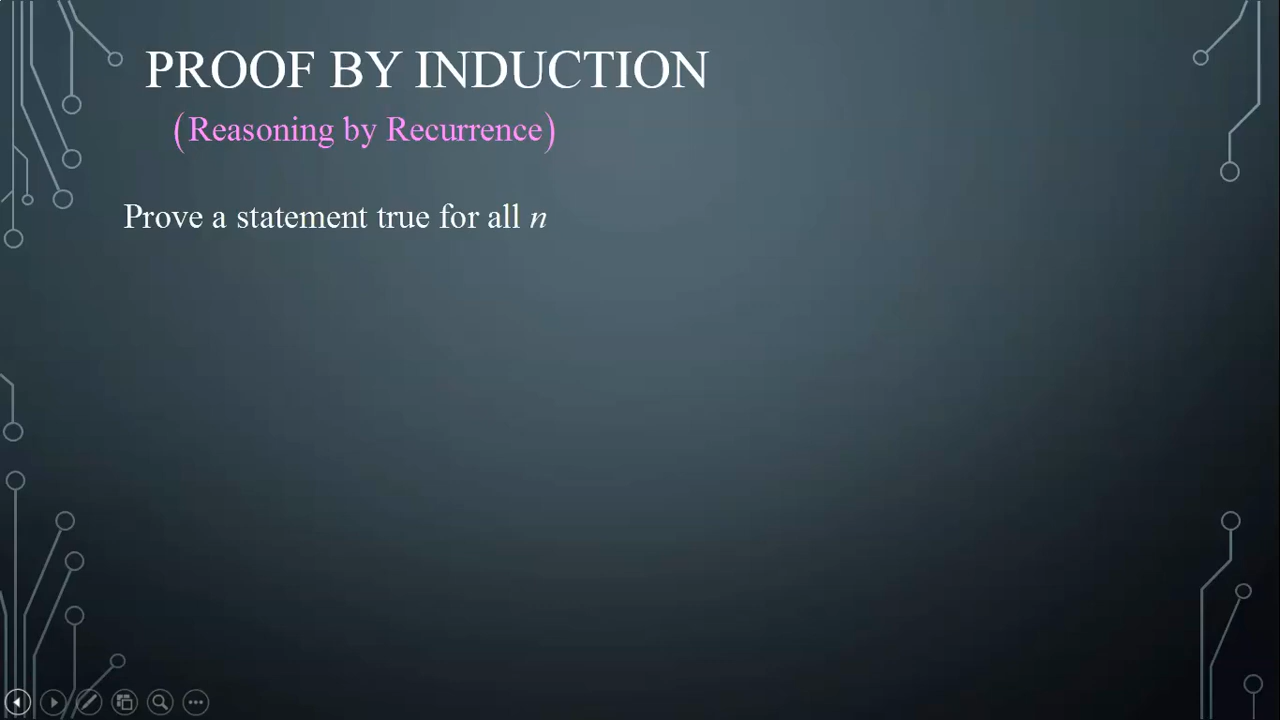 PROOF BY INDUCTION
(Reasoning by Recurrence)
Prove a statement true for all n